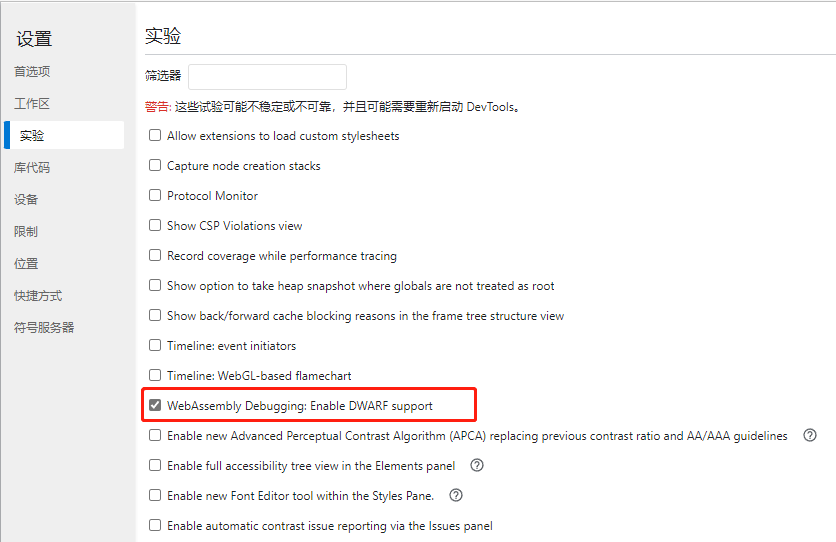 设置
首选项
工作区
实验
库代码
设备
限制
位置
快捷方式
符号服务器
实验
筛选器
警告: 这些试验可能不稳定或不可靠，并且可能需要重新启动 DevTools。
Allow extensions to load custom stylesheets
Capture node creation stacks
Protocol Monitor
Show CSP Violations view
Record coverage while performance tracing
Show option to take heap snapshot where globals are not treated as root
Show back/forward cache blocking reasons in the frame tree structure view
Timeline: event initiators
Timeline: WebGL-based flamechart
WebAssembly Debugging: Enable DWARF support
Enable new Advanced Perceptual Contrast Algorithm (APCA) replacing previous contrast ratio and AA/AAA guidelines
Enable full accessibility tree view in the Elements panel
Enable new Font Editor tool within the Styles Pane.
Enable automatic contrast issue reporting via the Issues panel